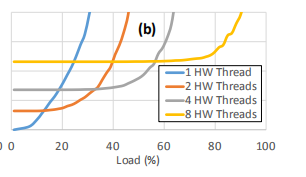 (b)
1 HW Thread
2 HW Threads
4 HW Threads
8 HW Threads
0 0 20 40 60 80 100
Load (%)